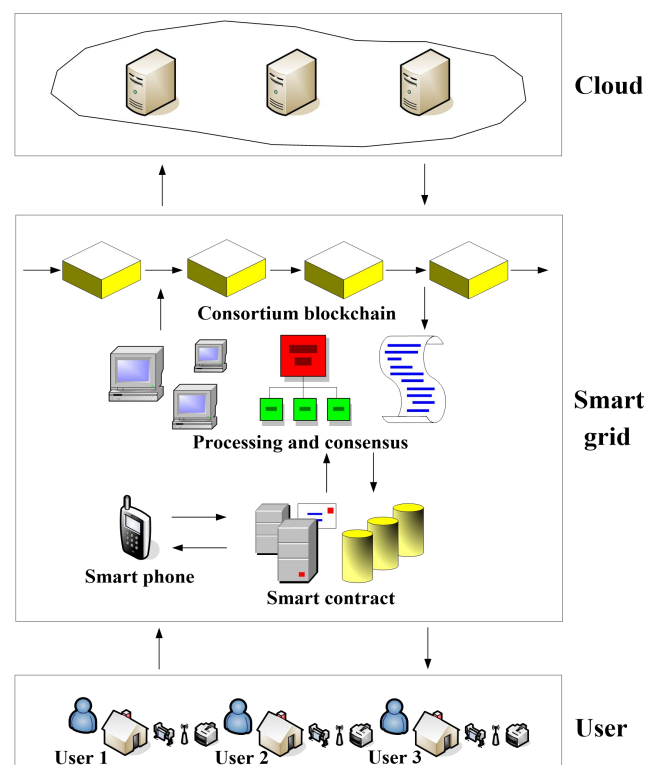 Cloud
Consortium blockchain
Processing and consensus
Smart
grid
Smart phone
Smart contract
User 1
User 2
User 3
User